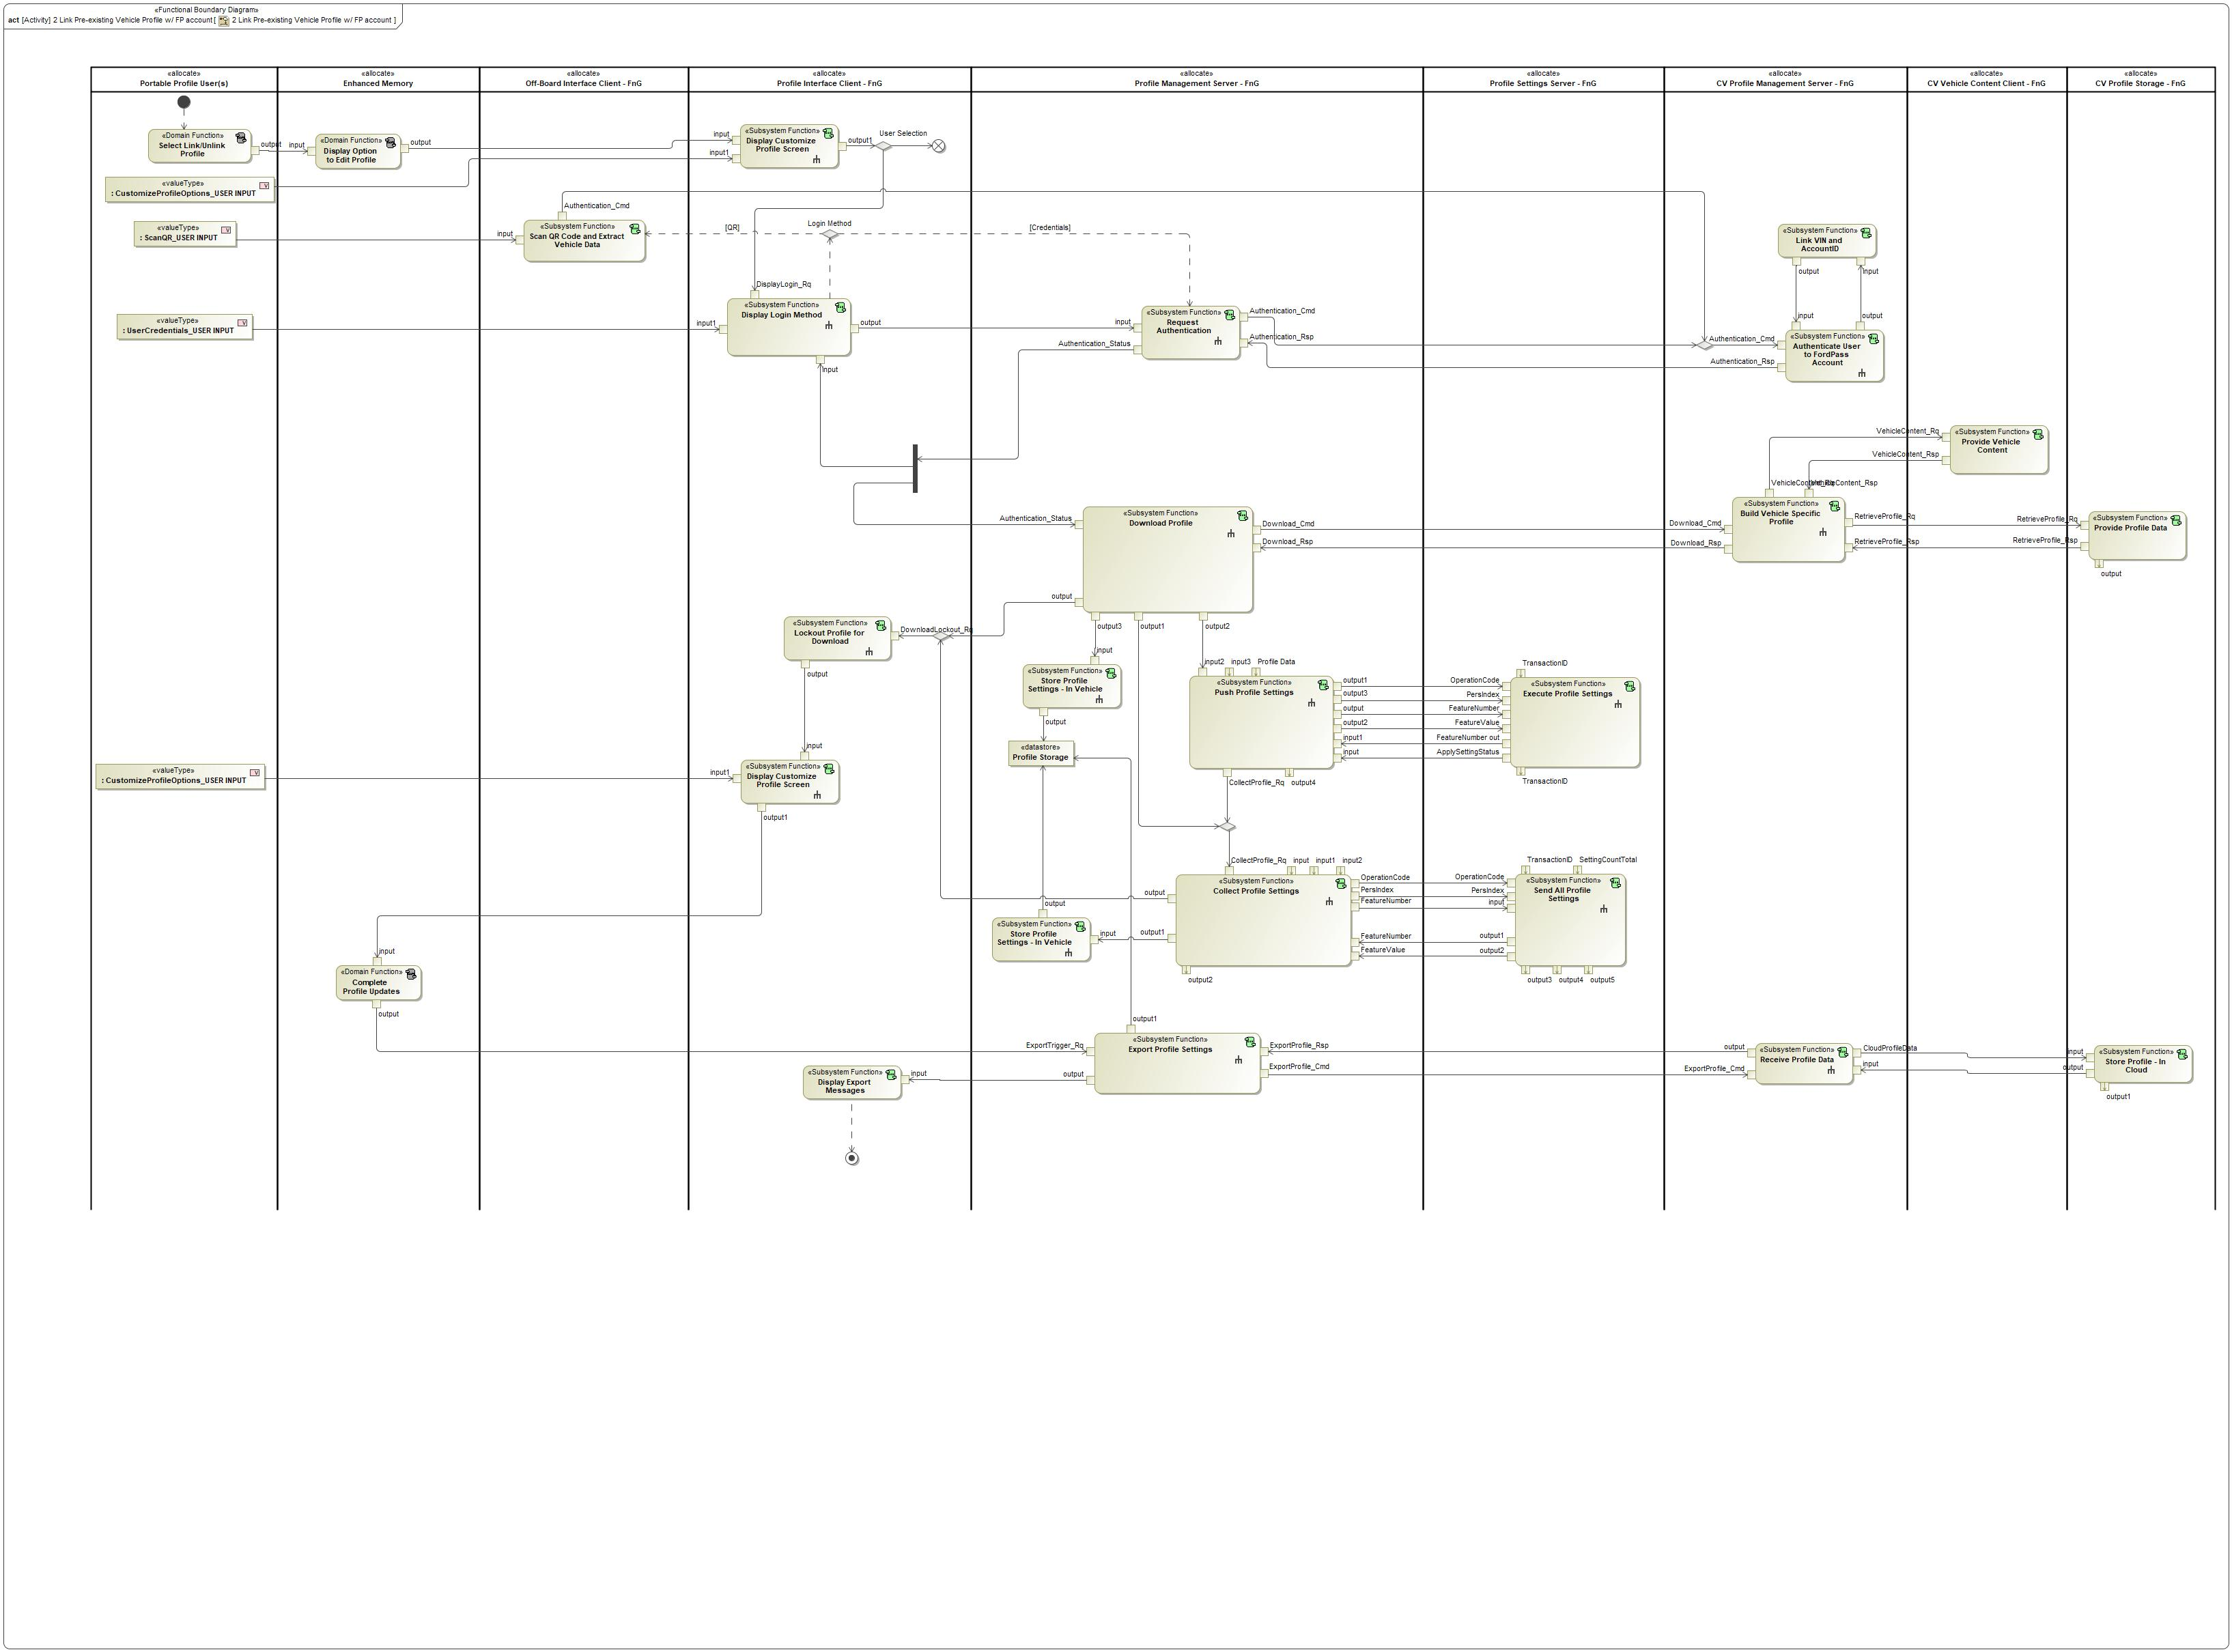 «Functional Boundary Diagram»
act [Activity] 2 Link Pre-existing Vehicle Profile w/ FP account [ 2 Link Pre-existing Vehicle Profile w/ FP account ]
«allocate»
Portable Profile User(s)
«allocate»
Enhanced Memory
«allocate»
Off-Board Interface Client - FnG
«allocate»
Profile Interface Client - FnG
«allocate»
Profile Management Server - FnG
«allocate»
Profile Settings Server - FnG
«allocate»
CV Profile Management Server - FnG
«allocate»
CV Vehicle Content Client - FnG
«allocate»
CV Profile Storage - FnG
«Domain Function»
Select Link/Unlink
Profile
output
input
«Domain Function»
Display Option
to Edit Profile
output
input
input1
«Subsystem Function»
Display Customize
Profile Screen
output1
User Selection
«valueType»
: CustomizeProfileOptions_USER INPUT
«valueType»
: ScanQR_USER INPUT
input
Authentication_Cmd
«Subsystem Function»
Scan QR Code and Extract
Vehicle Data
[QR]
Login Method
[Credentials]
«Subsystem Function»
Link VIN and
AccountID
output
input
DisplayLogin_Rq
«valueType»
: UserCredentials_USER INPUT
input1
«Subsystem Function»
Display Login Method
output
input
input
Authentication_Status
«Subsystem Function»
Request
Authentication
Authentication_Cmd
Authentication_Rsp
input
output
Authentication_Cmd
Authentication_Rsp
«Subsystem Function»
Authenticate User
to FordPass
Account
VehicleContent_Rq
VehicleContent_Rsp
«Subsystem Function»
Provide Vehicle
Content
VehicleContent_Rq
VehicleContent_Rsp
Authentication_Status
«Subsystem Function»
Download Profile
Download_Cmd
Download_Rsp
Download_Cmd
Download_Rsp
«Subsystem Function»
Build Vehicle Specific
Profile
RetrieveProfile_Rq
RetrieveProfile_Rsp
RetrieveProfile_Rq
RetrieveProfile_Rsp
«Subsystem Function»
Provide Profile Data
output
output
output3
output1
output2
«Subsystem Function»
Lockout Profile for
Download
DownloadLockout_Rq
output
input
«Subsystem Function»
Store Profile
Settings - In Vehicle
output
input2
input3
Profile Data
«Subsystem Function»
Push Profile Settings
output1
output3
output
output2
input1
input
TransactionID
OperationCode
PersIndex
FeatureNumber
FeatureValue
FeatureNumber out
ApplySettingStatus
«Subsystem Function»
Execute Profile Settings
TransactionID
«datastore»
Profile Storage
CollectProfile_Rq
output4
«valueType»
: CustomizeProfileOptions_USER INPUT
input
input1
«Subsystem Function»
Display Customize
Profile Screen
output1
CollectProfile_Rq
input
input1
input2
output
output1
«Subsystem Function»
Collect Profile Settings
OperationCode
PersIndex
FeatureNumber
FeatureNumber
FeatureValue
output2
TransactionID
SettingCountTotal
OperationCode
PersIndex
input
output1
output2
«Subsystem Function»
Send All Profile
Settings
output3
output4
output5
output
«Subsystem Function»
Store Profile
Settings - In Vehicle
input
input
«Domain Function»
Complete
Profile Updates
output
output1
ExportTrigger_Rq
output
«Subsystem Function»
Export Profile Settings
ExportProfile_Rsp
ExportProfile_Cmd
output
ExportProfile_Cmd
«Subsystem Function»
Receive Profile Data
CloudProfileData
input
input
output
«Subsystem Function»
Store Profile - In
Cloud
output1
«Subsystem Function»
Display Export
Messages
input